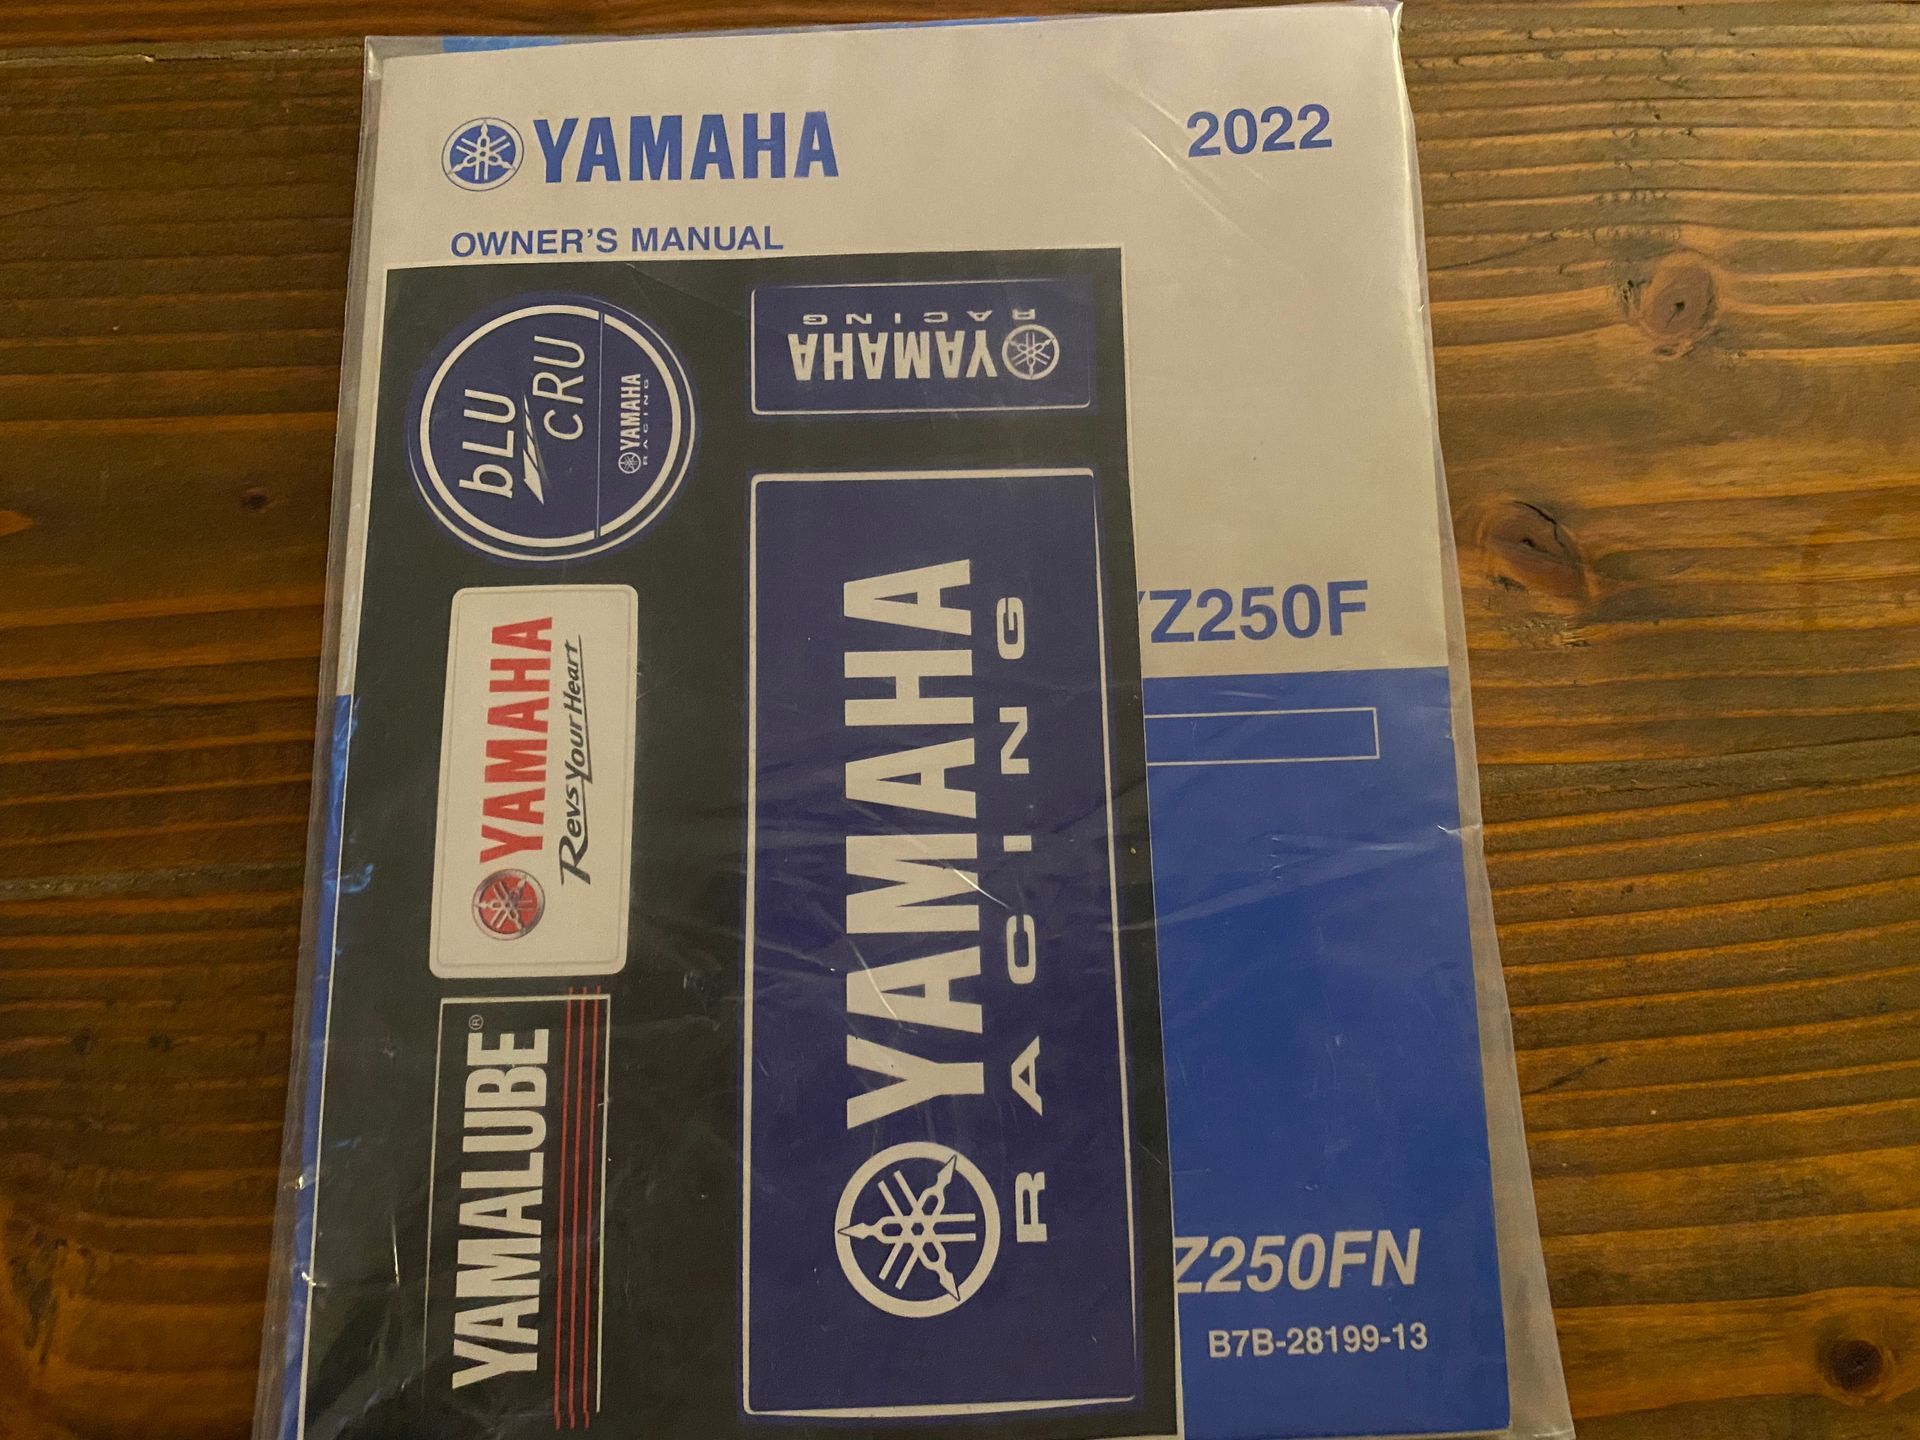 YAMAHA
2022
OWNER'S MANUAL
bLU
cRU
YAMAHA
RACING
YAMAHA
RACING
YAMAHA
Revs Your Heart
YAMALUBE®
YAMAHA
RACING
YZ250F
Z250FN
B7B-28199-13